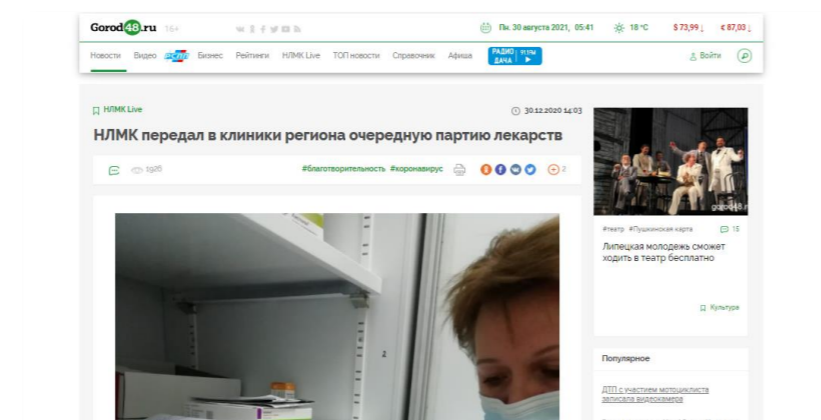 Gorod48.ru 16+ Пн. 30 августа 2021, 05:41 18 °C $ 73,99↓ € 87,03↓
Новости Видео Бизнес Рейтинги НЛМК Live ТОП новости Справочник Афиша РАДИО ДАЧА Войти
НЛМК Live 30.12.2020 14:03
НЛМК передал в клиники региона очередную партию лекарств
1926 #благотворительность #коронавирус 2
gorod48.r
#театр #Пушкинская карта 15
Липецкая молодежь сможет
ходить в театр бесплатно
Культура
Популярное
ДТП с участием мотоциклиста
записала видеокамера